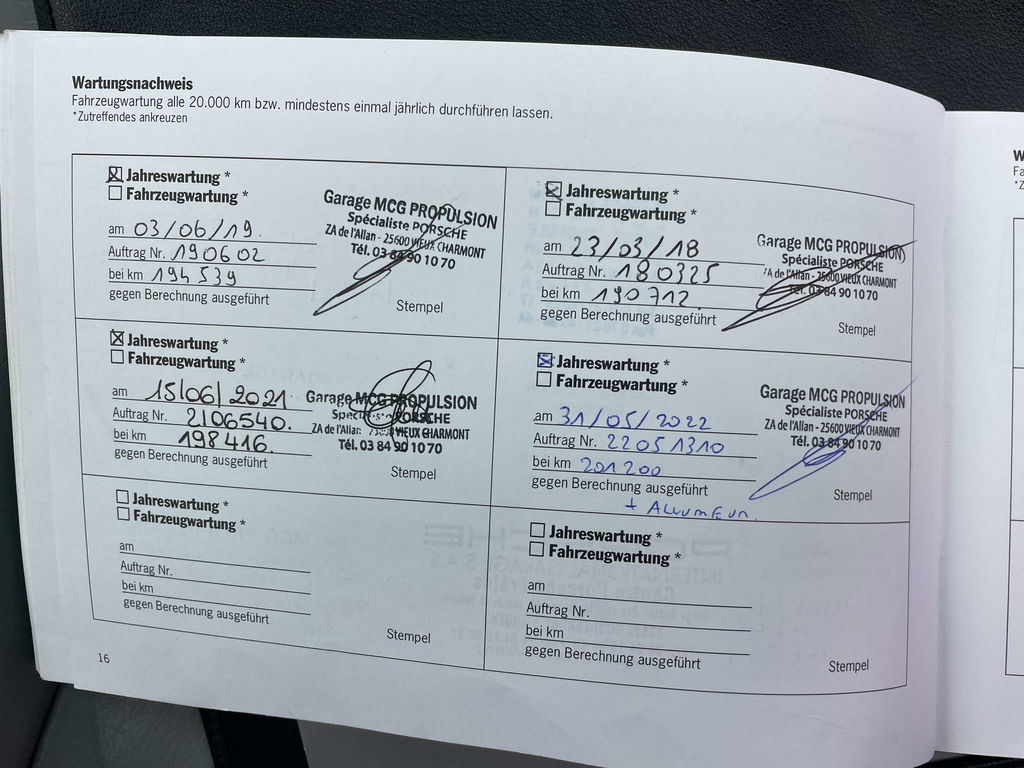 Wartungsnachweis
Fahrzeugwartung alle 20.000 km bzw. mindestens einmal jährlich durchführen lassen.
*Zutreffendes ankreuzen
Jahreswartung *
Fahrzeugwartung *
am 03/06/19.
Auftrag Nr. 190602
bei km 194539
gegen Berechnung ausgeführt
Garage MCG PROPULSION
Spécialiste PORSCHE
ZA de l'Allan - 25600 VIEUX CHARMONT
Tél. 03 84 90 10 70
Stempel
Jahreswartung *
Fahrzeugwartung *
am 23/03/18
Auftrag Nr. 180325
bei km 190712
gegen Berechnung ausgeführt
Garage MCG PROPULSION
Spécialiste PORSCHE
ZA de l'Allan - 25600 VIEUX CHARMONT
Tél. 03 84 90 10 70
Stempel
Jahreswartung *
Fahrzeugwartung *
am 15/06/2021
Auftrag Nr. 2106540.
bei km 198416.
gegen Berechnung ausgeführt
Garage MCG PROPULSION
PORSCHE
ZA de l'Allan VIEUX CHARMONT
Tél. 03 84 90 10 70
Stempel
Jahreswartung *
Fahrzeugwartung *
am 31/05/2022
Auftrag Nr. 22051310
bei km 201200
gegen Berechnung ausgeführt
+
Garage MCG PROPULSION
Spécialiste PORSCHE
ZA de l'Allan - 25600 VIEUX CHARMONT
Tél. 03 84 90 10 70
Stempel
Jahreswartung *
Fahrzeugwartung *
am
Auftrag Nr.
bei km
gegen Berechnung ausgeführt
Stempel
Jahreswartung *
Fahrzeugwartung *
am
Auftrag Nr.
bei km
gegen Berechnung ausgeführt
Stempel
16